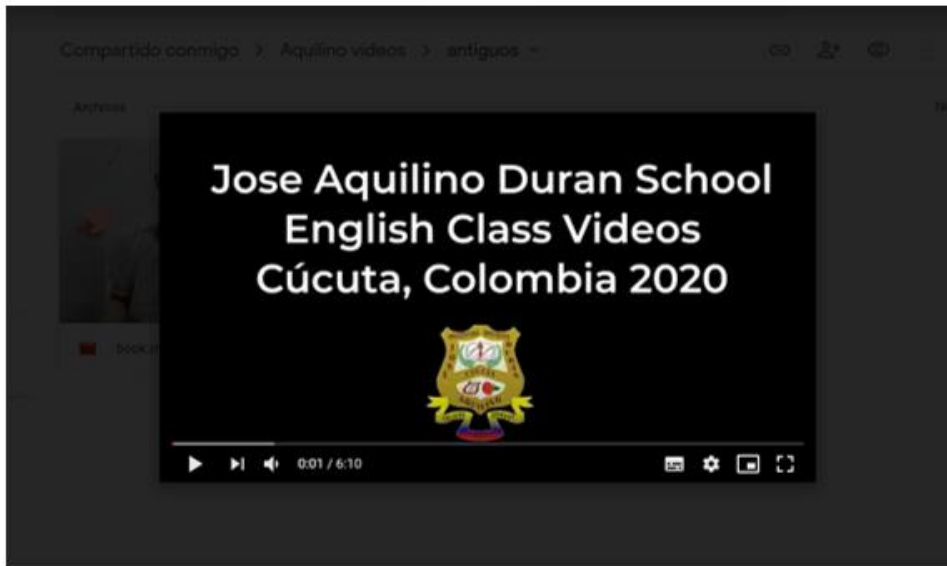 Compartido conmigo > Aquilino videos > antiguos
Archivos
Jose Aquilino Duran School
English Class Videos
Cúcuta, Colombia 2020
0:01 / 6:10